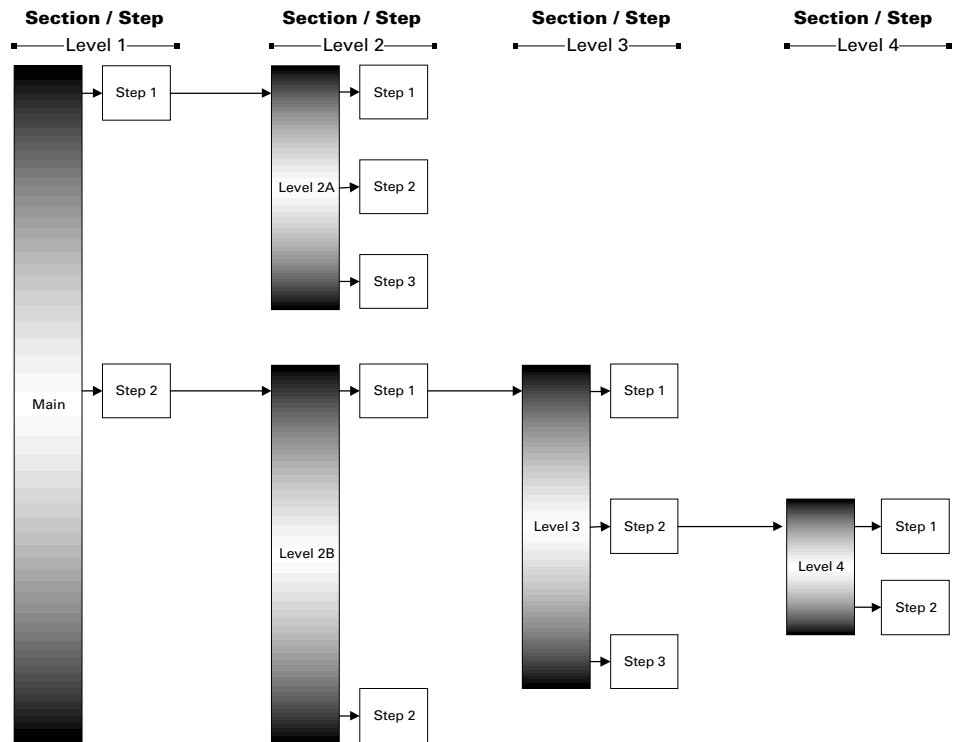 Section / Step Section / Step Section / Step Section / Step
Level 1 Level 2 Level 3 Level 4
Step 1 Step 1
Level 2A Step 2
Step 3
Step 2 Step 1 Step 1
Main
Level 3 Step 2 Step 1
Level 2B
Level 4
Step 2
Step 3
Step 2